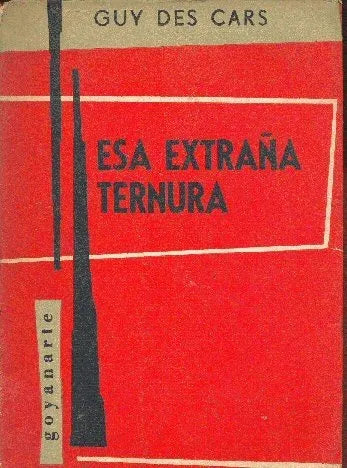 GUY DES CARS
ESA EXTRAÑA
TERNURA
goyanarte